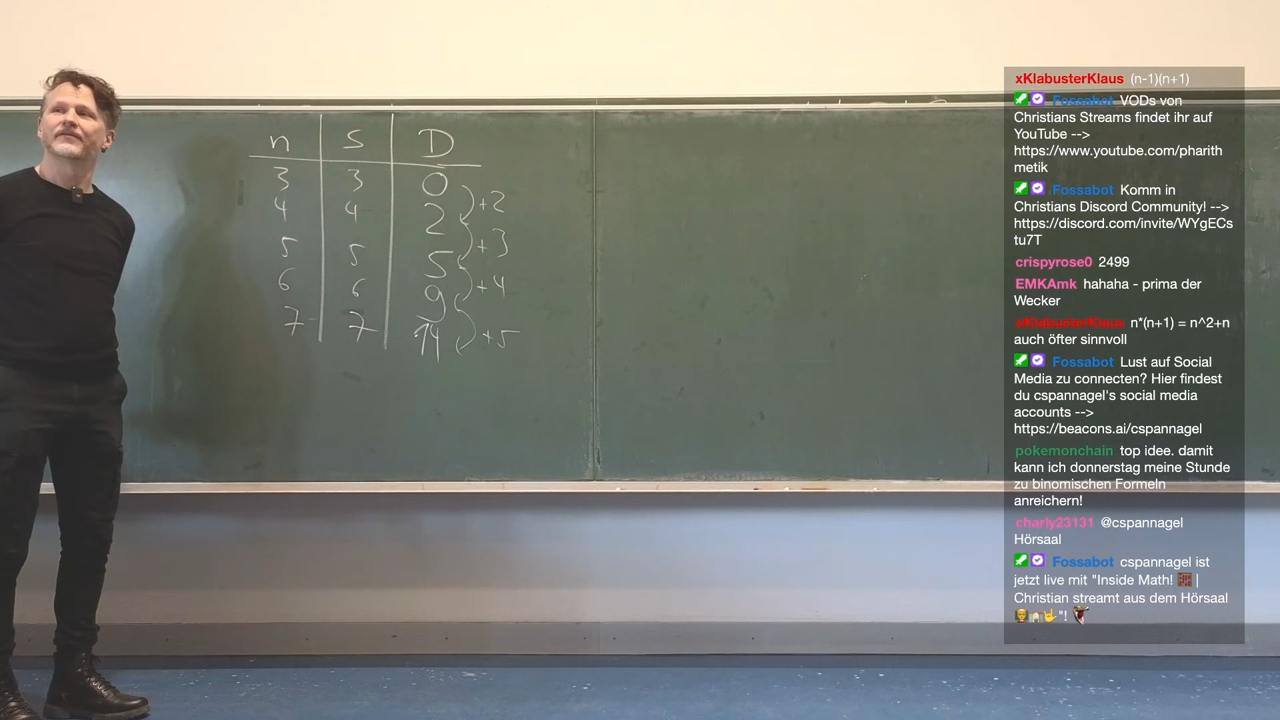 n S D
3 3 0
4 4 2 +2
5 5 5 +3
6 6 9 +4
7 7 14 +5
xKlabusterKlaus (n-1)(n+1)
Fossabot VODs von
Christians Streams findet ihr auf
YouTube -->
https://www.youtube.com/pharith
metik
Fossabot Komm in
Christians Discord Community! -->
https://discord.com/invite/WYgECs
tu7T
crispyrose0 2499
EMKAmk hahaha - prima der
Wecker
xKlabusterKlaus n*(n+1) = n^2+n
auch öfter sinnvoll
Fossabot Lust auf Social
Media zu connecten? Hier findest
du cspannagel's social media
accounts -->
https://beacons.ai/cspannagel
pokemonchain top idee. damit
kann ich donnerstag meine Stunde
zu binomischen Formeln
anreichern!
charly23131 @cspannagel
Hörsaal
Fossabot cspannagel ist
jetzt live mit "Inside Math! |
Christian streamt aus dem Hörsaal
"!